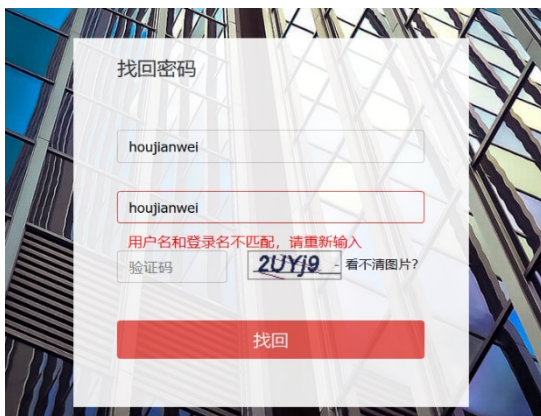 找回密码
houjianwei
houjianwei
用户名和登录名不匹配，请重新输入
验证码 2UYj9 看不清图片?
找回